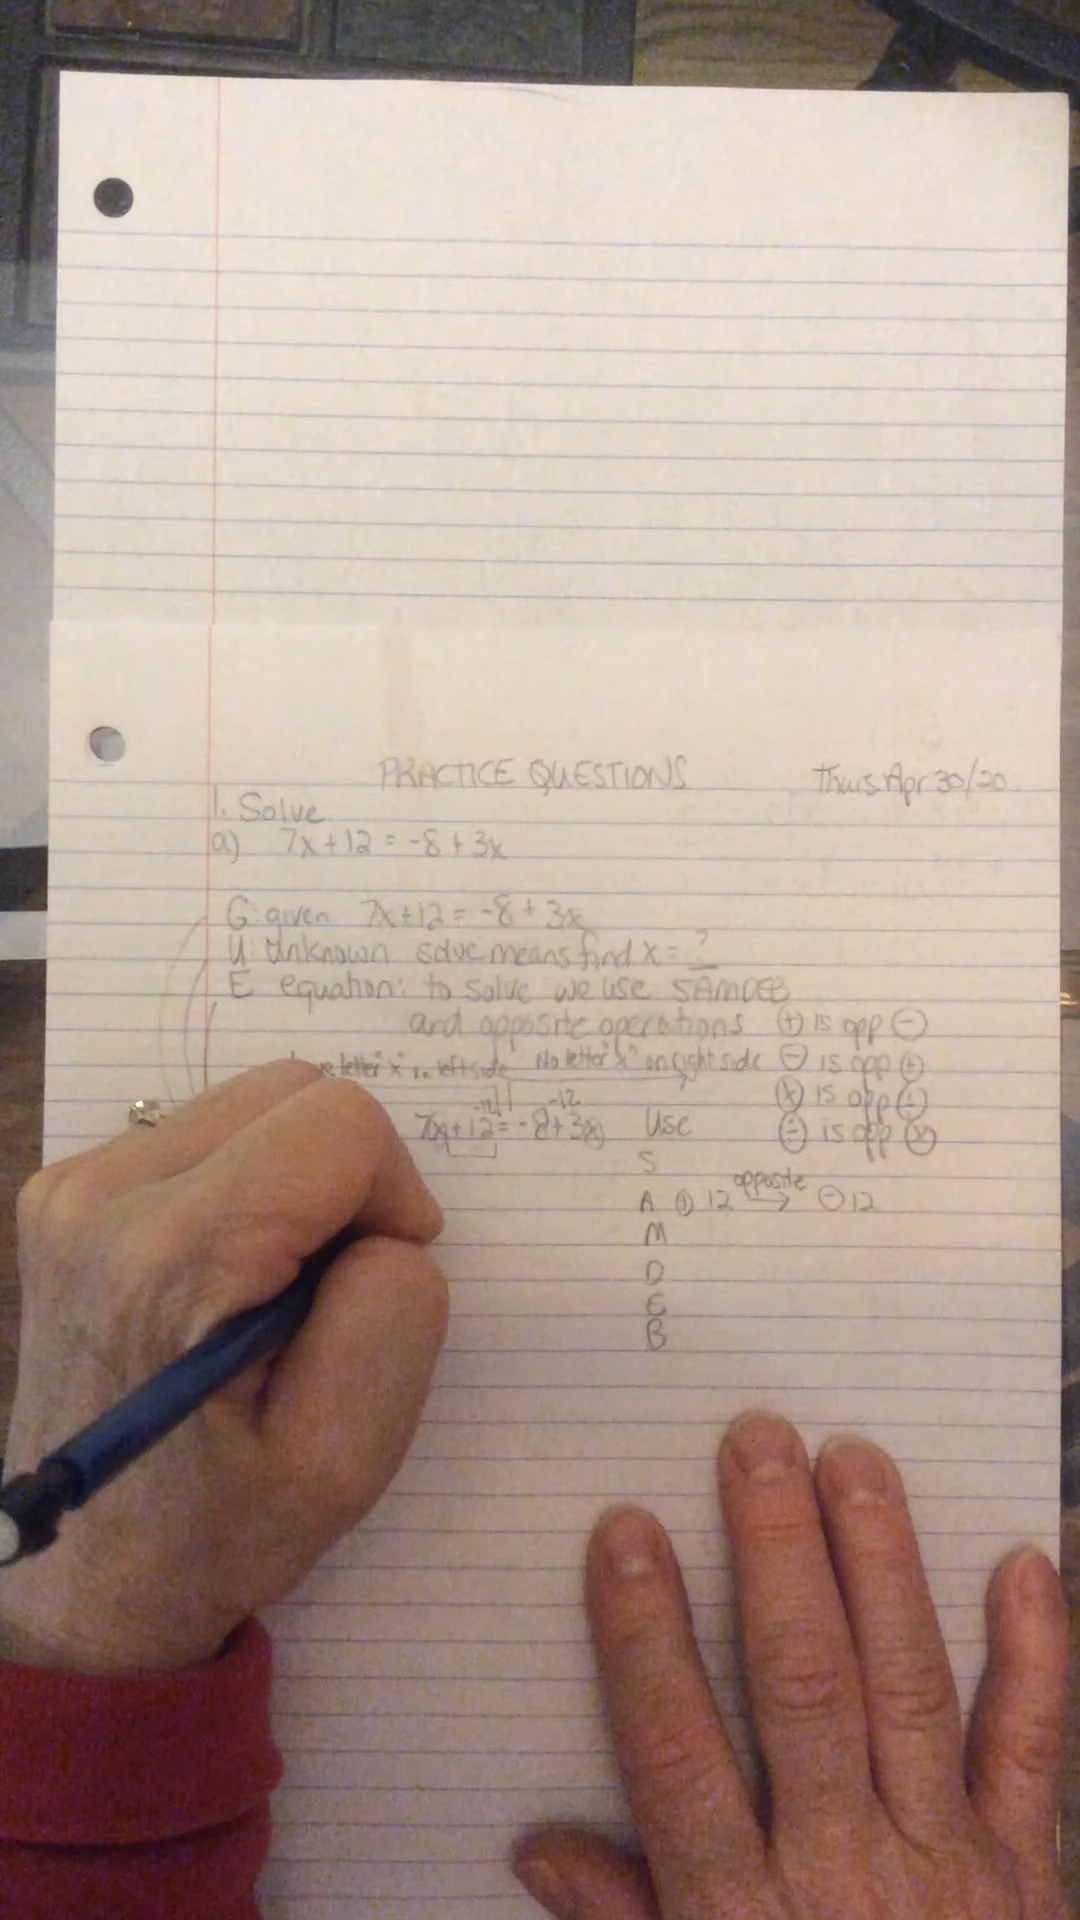 PRACTICE QUESTIONS Thurs Apr 30/20
1. Solve
a) 7x+12 = -8+3x
G: given 7x+12 = -8+3x
U: Unknown solve means find x = ?
E equation: to solve we use SAMDEB
and opposite operations ⊕ is opp ⊖
letter "x" in left side No letter "x" on right side ⊖ is opp ⊕
-12 -12 ⊗ is opp ⨸
7x+12 = -8+3x Use ⨸ is opp ⊗
S
opposite
A ⊕ 12 → ⊖ 12
M
D
E
B